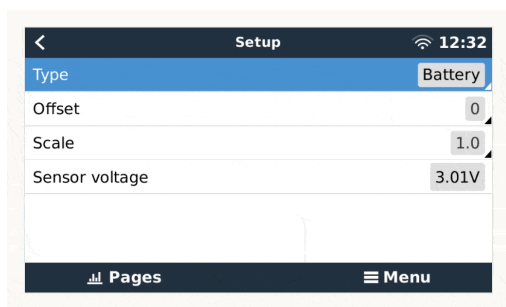 Setup 12:32
Type Battery
Offset 0
Scale 1.0
Sensor voltage 3.01V
Pages Menu